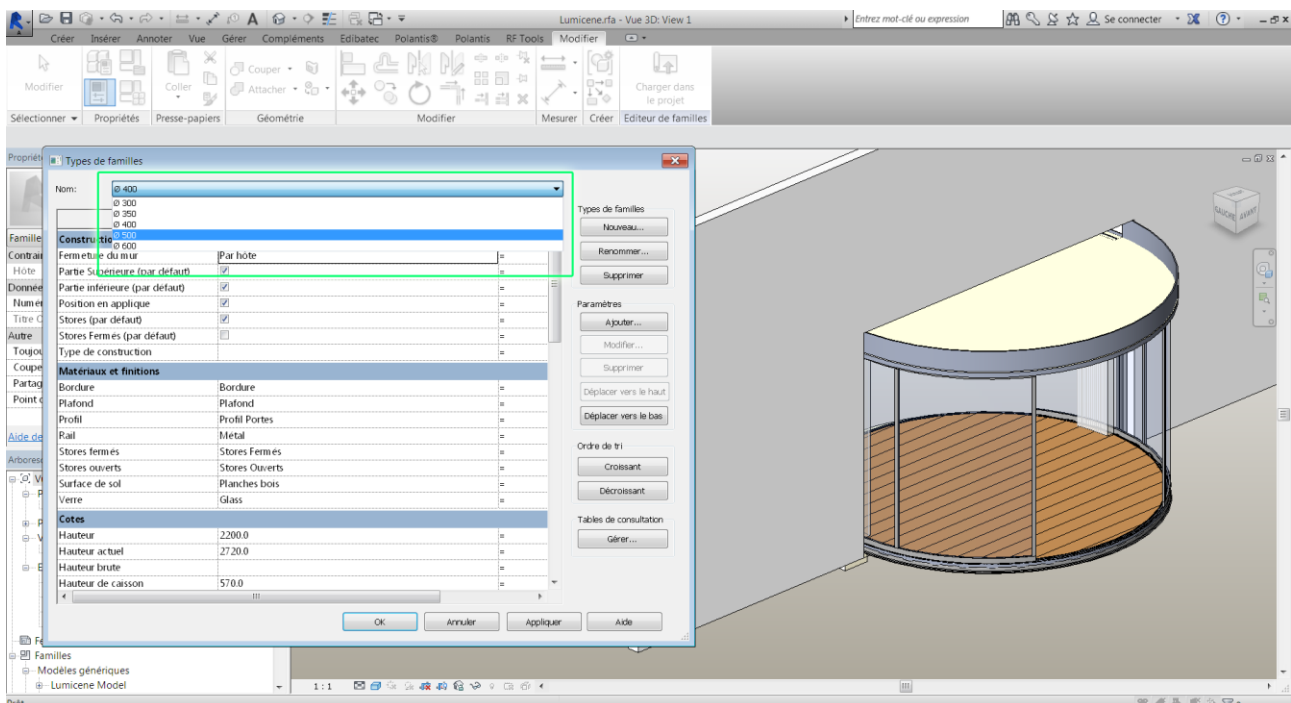 Lumicene.rfa - Vue 3D: View 1
Entrez mot-clé ou expression
Se connecter
Créer Insérer Annoter Vue Gérer Compléments Edibatec Polantis® Polantis RF Tools Modifier
Modifier
Coller
Couper
Attacher
Charger dans
le projet
Sélectionner Propriétés Presse-papiers Géométrie Modifier Mesurer Créer Editeur de familles
Types de familles
Nom: Ø 400
Ø 300
Ø 350
Ø 400
Ø 500
Ø 600
Fermeture du mur Par hôte =
Partie Supérieure (par défaut) =
Partie inférieure (par défaut) =
Position en applique =
Stores (par défaut) =
Stores Fermés (par défaut) =
Type de construction =
Matériaux et finitions
Bordure Bordure =
Plafond Plafond =
Profil Profil Portes =
Rail Métal =
Stores fermés Stores Fermés =
Stores ouverts Stores Ouverts =
Surface de sol Planches bois =
Verre Glass =
Cotes
Hauteur 2200.0 =
Hauteur actuel 2720.0 =
Hauteur brute =
Hauteur de caisson 570.0 =
Types de familles
Nouveau...
Renommer...
Supprimer
Paramètres
Ajouter...
Modifier...
Supprimer
Déplacer vers le haut
Déplacer vers le bas
Ordre de tri
Croissant
Décroissant
Tables de consultation
Gérer...
OK Annuler Appliquer Aide
Famille
Hôte
Autre
Familles
Modèles génériques
Lumicene Model
1:1
GAUCHE AVANT